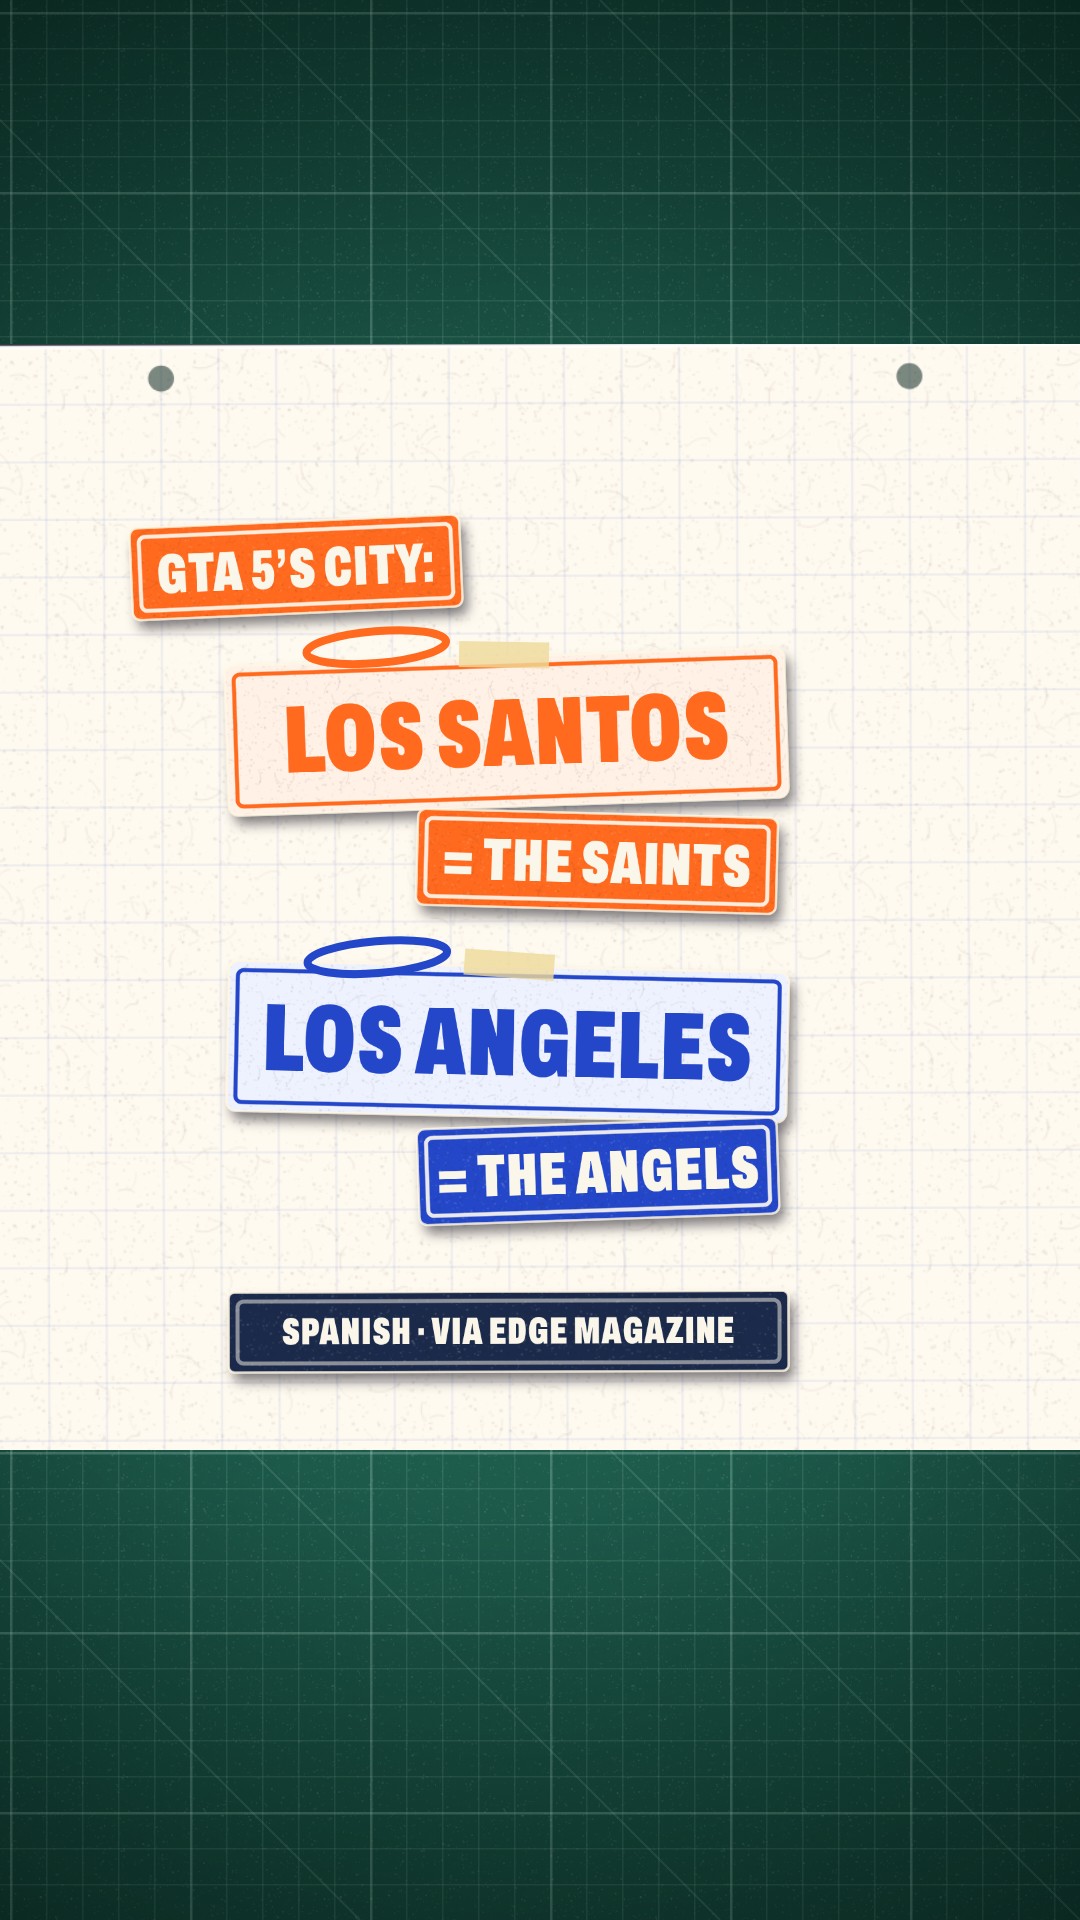 GTA 5’S CITY:
LOS SANTOS
= THE SAINTS
LOS ANGELES
= THE ANGELS
SPANISH · VIA EDGE MAGAZINE